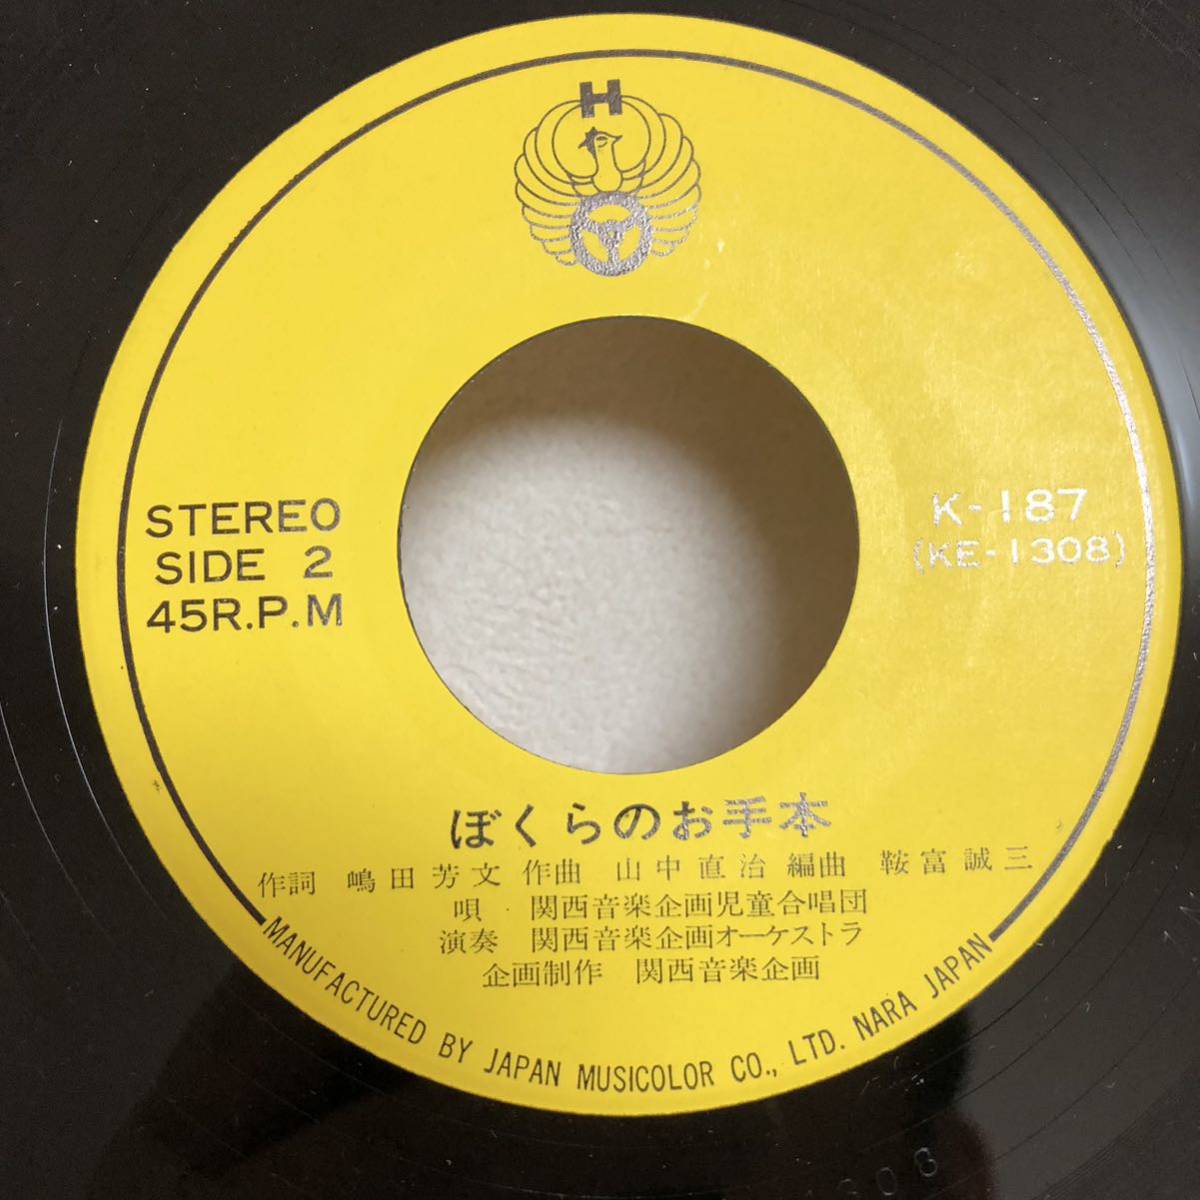 H
STEREO
SIDE 2
45R.P.M
K-187
(KE-1308)
ぼくらのお手本
作詞 嶋田芳文 作曲 山中直治 編曲 鞍富誠三
唄 関西音楽企画児童合唱団
演奏 関西音楽企画オーケストラ
企画制作 関西音楽企画
MANUFACTURED BY JAPAN MUSICOLOR CO., LTD. NARA JAPAN
308